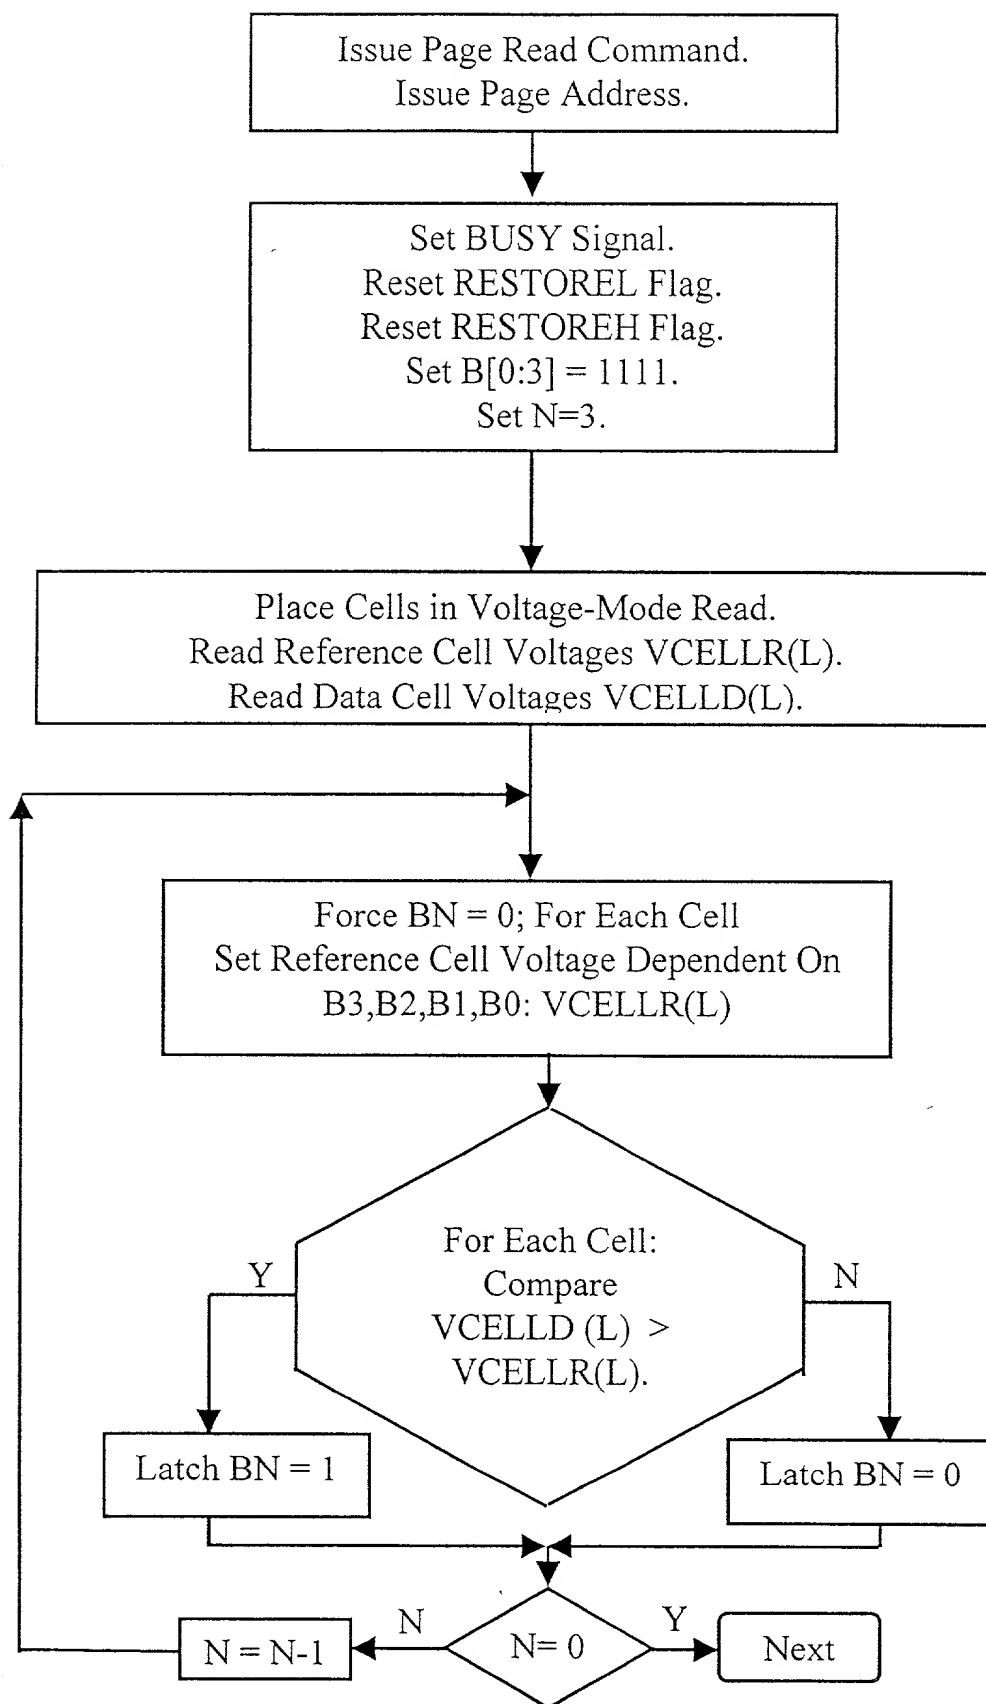 Issue Page Read Command.
Issue Page Address.
Set BUSY Signal.
Reset RESTOREL Flag.
Reset RESTOREH Flag.
Set B[0:3] = 1111.
Set N=3.
Place Cells in Voltage-Mode Read.
Read Reference Cell Voltages VCELLR(L).
Read Data Cell Voltages VCELLD(L).
Force BN = 0; For Each Cell
Set Reference Cell Voltage Dependent On
B3,B2,B1,B0: VCELLR(L)
For Each Cell:
Compare
VCELLD (L) >
VCELLR(L).
Y
N
Latch BN = 1
Latch BN = 0
N = N-1
N
N= 0
Y
Next